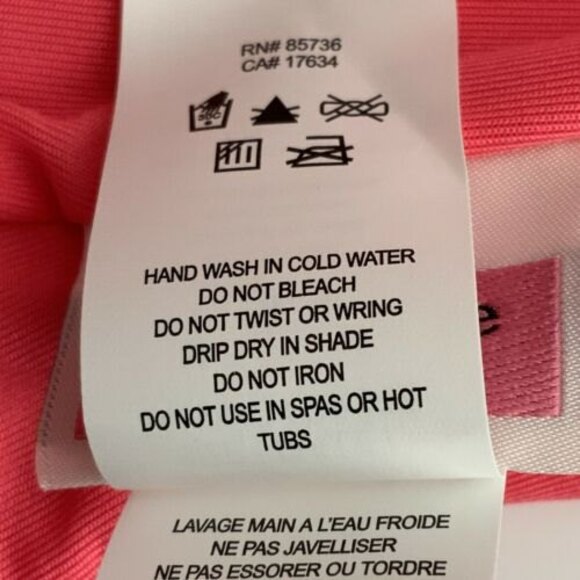 RN# 85736
CA# 17634
HAND WASH IN COLD WATER
DO NOT BLEACH
DO NOT TWIST OR WRING
DRIP DRY IN SHADE
DO NOT IRON
DO NOT USE IN SPAS OR HOT
TUBS
LAVAGE MAIN A L'EAU FROIDE
NE PAS JAVELLISER
NE PAS ESSORER OU TORDRE